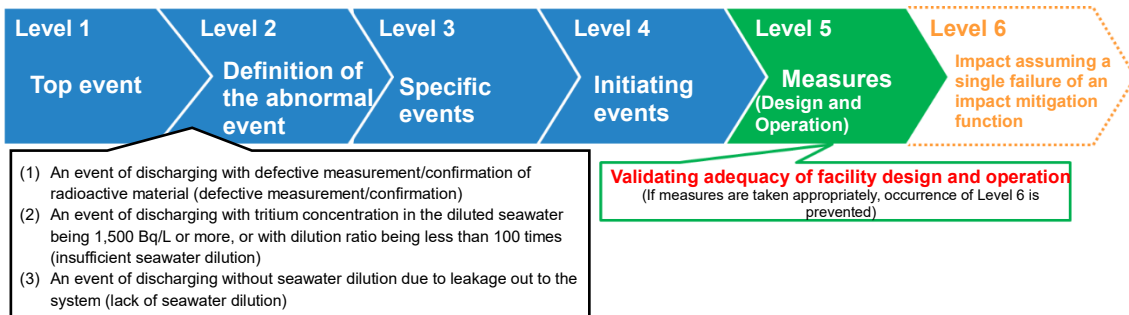 Level 1
Top event
Level 2
Definition of
the abnormal
event
Level 3
Specific
events
Level 4
Initiating
events
Level 5
Measures
(Design and
Operation)
Level 6
Impact assuming a
single failure of an
impact mitigation
function
(1) An event of discharging with defective measurement/confirmation of
radioactive material (defective measurement/confirmation)
(2) An event of discharging with tritium concentration in the diluted seawater
being 1,500 Bq/L or more, or with dilution ratio being less than 100 times
(insufficient seawater dilution)
(3) An event of discharging without seawater dilution due to leakage out to the
system (lack of seawater dilution)
Validating adequacy of facility design and operation
(If measures are taken appropriately, occurrence of Level 6 is
prevented)